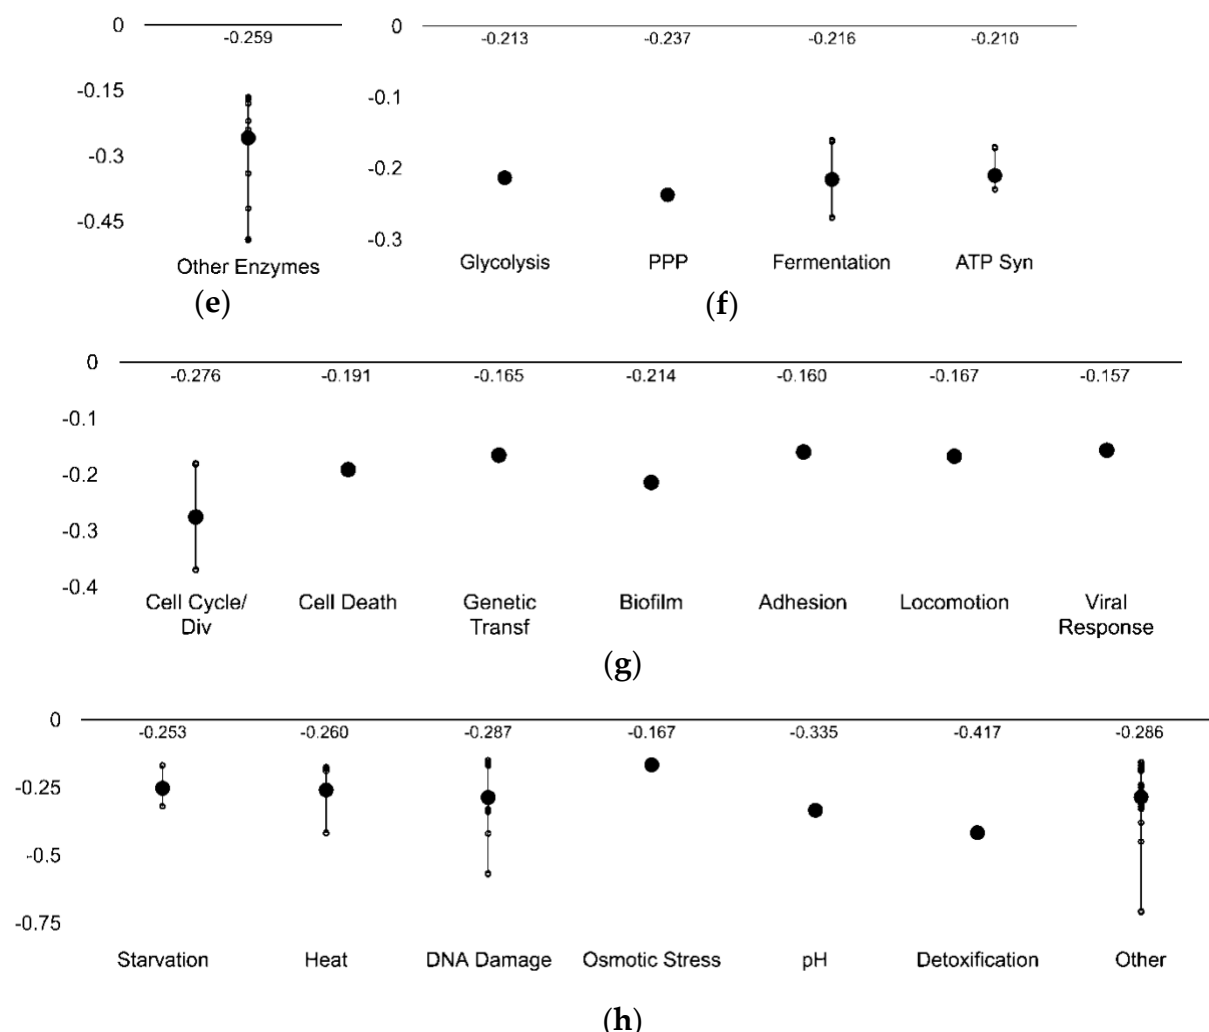 0 0
-0.259 -0.213 -0.237 -0.216 -0.210
-0.15 -0.1
-0.3 -0.2
-0.45 -0.3
Other Enzymes Glycolysis PPP Fermentation ATP Syn
(e) (f)
0
-0.276 -0.191 -0.165 -0.214 -0.160 -0.167 -0.157
-0.1
-0.2
-0.3
-0.4
Cell Cycle/ Cell Death Genetic Biofilm Adhesion Locomotion Viral
Div Transf Response
(g)
0
-0.253 -0.260 -0.287 -0.167 -0.335 -0.417 -0.286
-0.25
-0.5
-0.75
Starvation Heat DNA Damage Osmotic Stress pH Detoxification Other
(h)